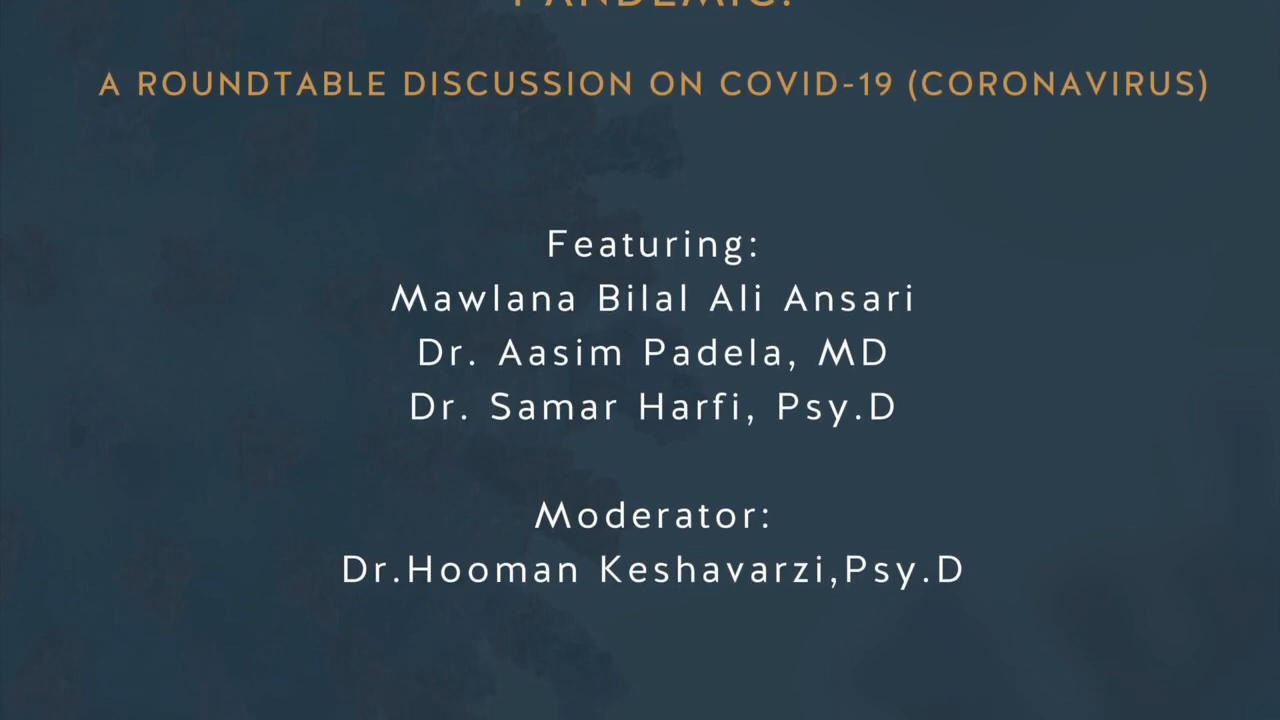 PANDEMIC:
A ROUNDTABLE DISCUSSION ON COVID-19 (CORONAVIRUS)
Featuring:
Mawlana Bilal Ali Ansari
Dr. Aasim Padela, MD
Dr. Samar Harfi, Psy.D
Moderator:
Dr.Hooman Keshavarzi,Psy.D